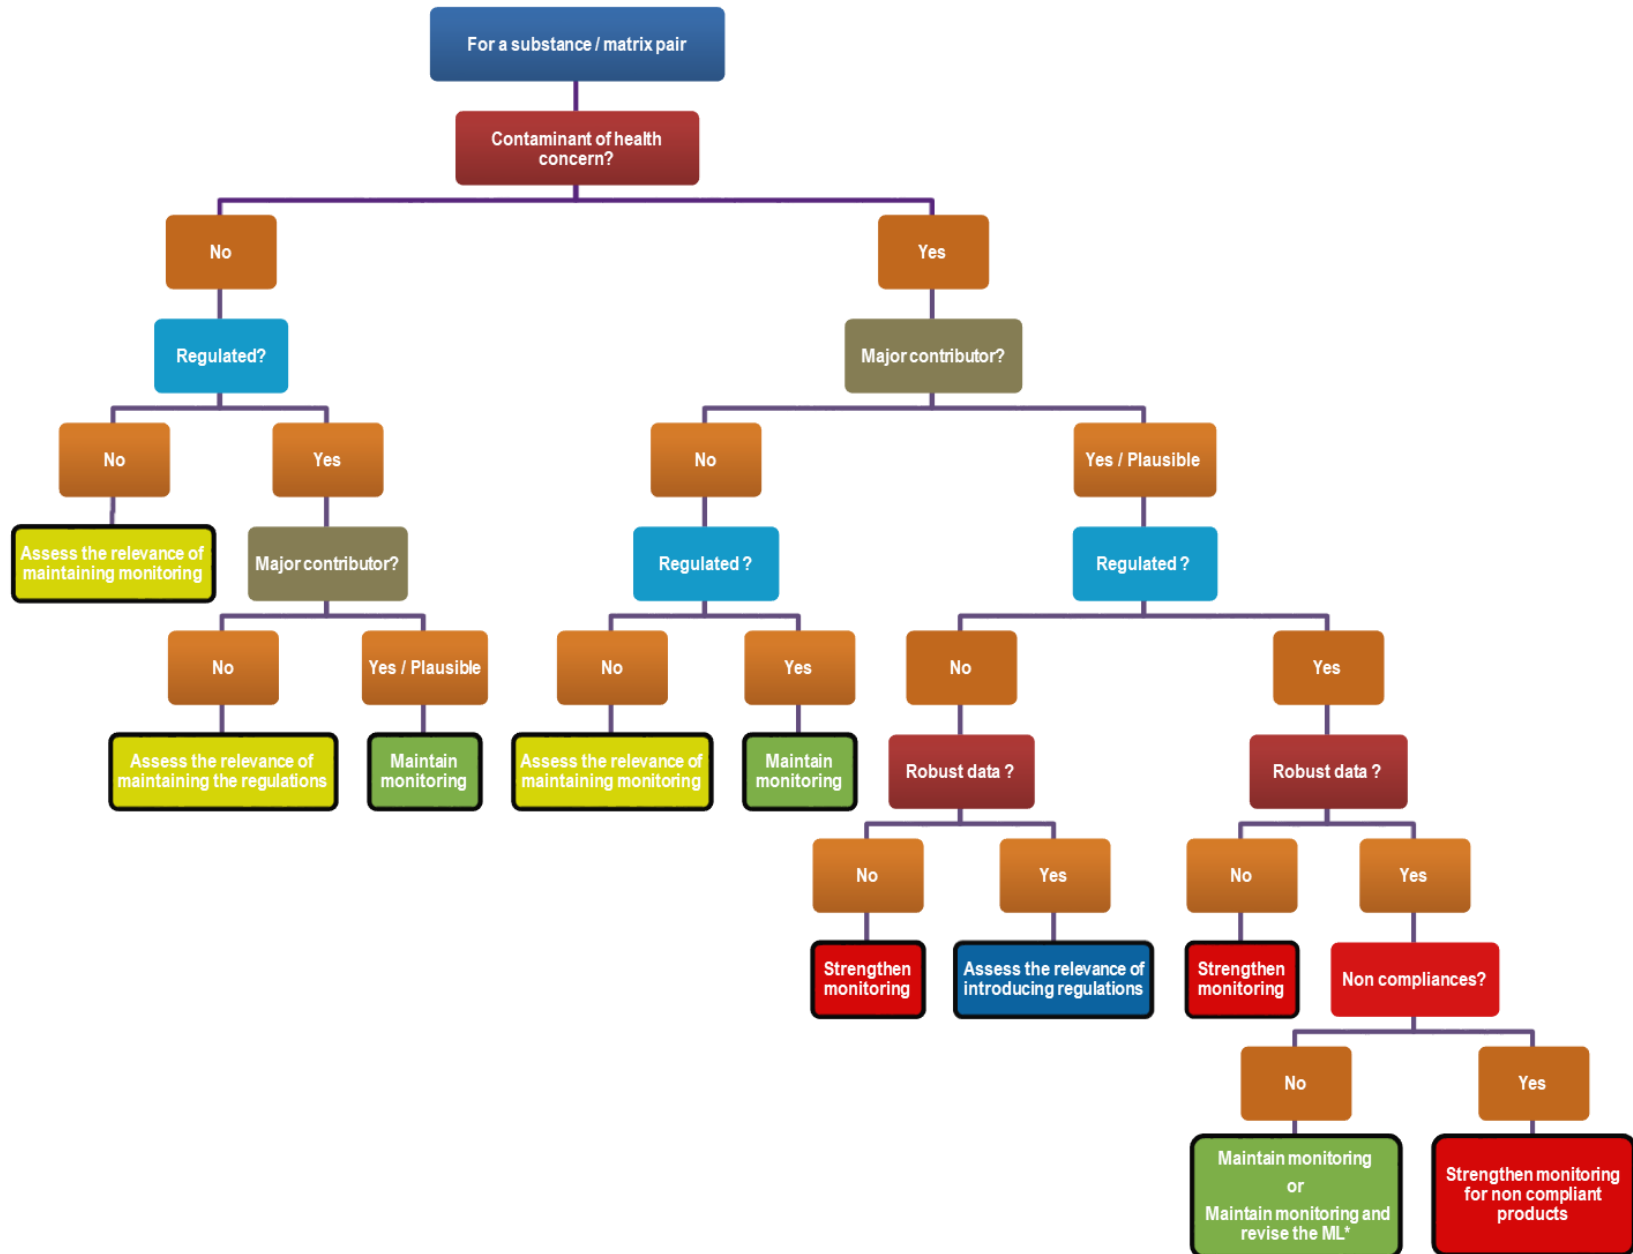 For a substance / matrix pair
Contaminant of health
concern?
No
Yes
Regulated?
Major contributor?
No
Yes
No
Yes / Plausible
Assess the relevance of
maintaining monitoring
Major contributor?
Regulated ?
Regulated ?
No
Yes / Plausible
No
Yes
No
Yes
Assess the relevance of
maintaining the regulations
Maintain
monitoring
Assess the relevance of
maintaining monitoring
Maintain
monitoring
Robust data ?
Robust data ?
No
Yes
No
Yes
Strengthen
monitoring
Assess the relevance of
introducing regulations
Strengthen
monitoring
Non compliances?
No
Yes
Maintain monitoring
or
Maintain monitoring and
revise the ML*
Strengthen monitoring
for non compliant
products